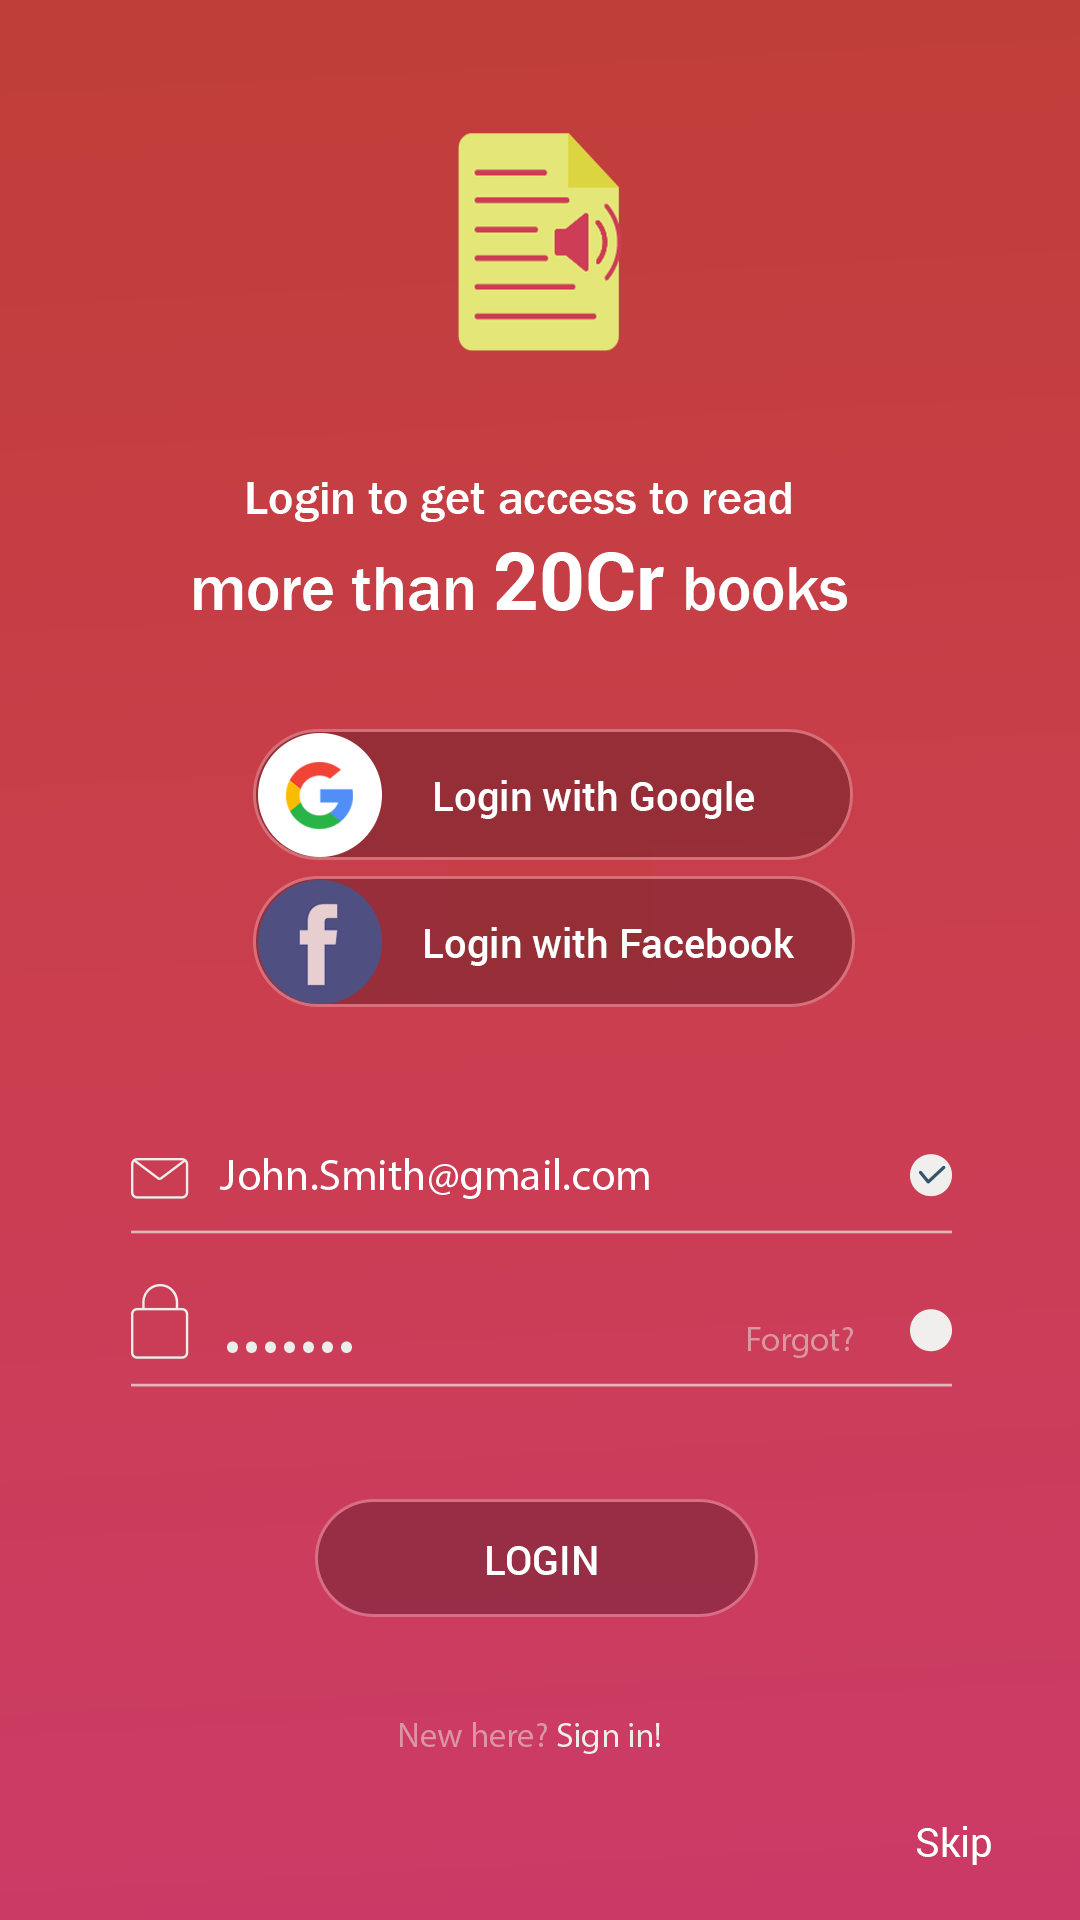 Login to get access to read
more than 20Cr books
Login with Google
Login with Facebook
John.Smith@gmail.com
Forgot?
LOGIN
New here? Sign in!
Skip